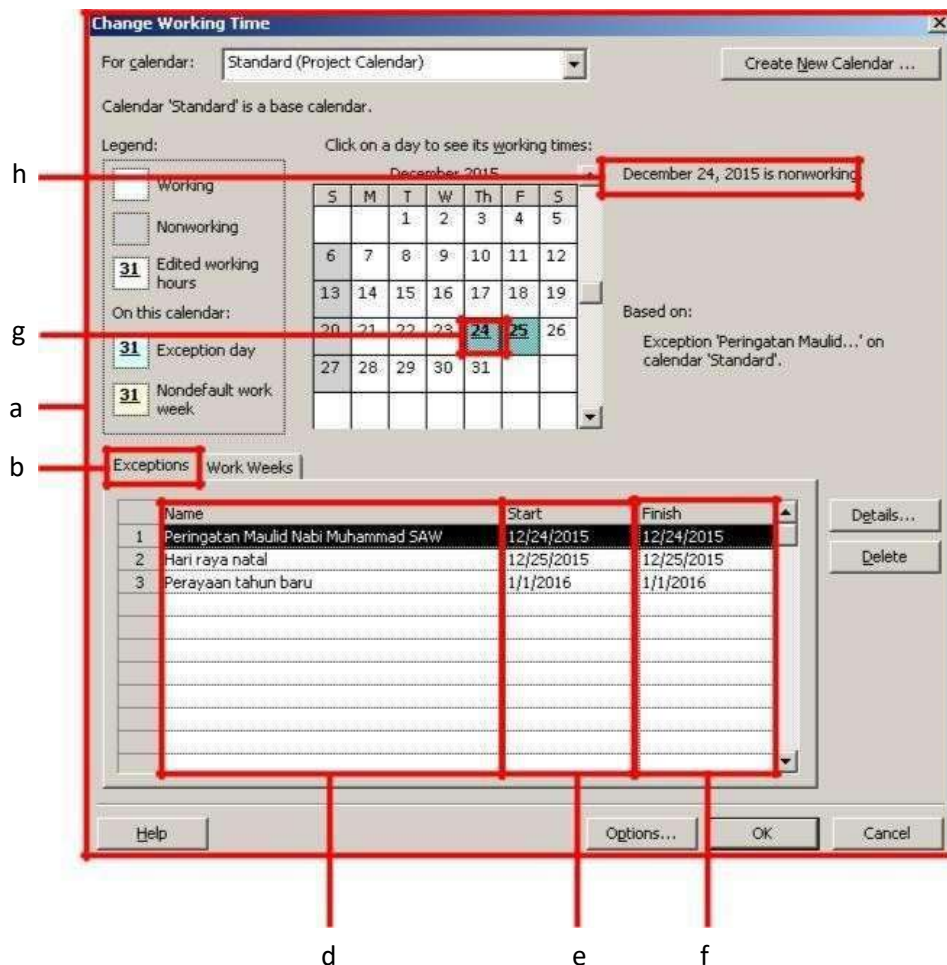 Change Working Time
For calendar: Standard (Project Calendar) Create New Calendar ...
Calendar 'Standard' is a base calendar.
Legend: Click on a day to see its working times:
h
Working December 2015 December 24, 2015 is nonworking.
S M T W Th F S
Nonworking 1 2 3 4 5
31 Edited working hours 6 7 8 9 10 11 12
13 14 15 16 17 18 19
On this calendar: Based on:
g
20 21 22 23 24 25 26
31 Exception day Exception 'Peringatan Maulid...' on
calendar 'Standard'.
27 28 29 30 31
31 Nondefault work
week
a
b
Exceptions Work Weeks
Name Start Finish Details...
1 Peringatan Maulid Nabi Muhammad SAW 12/24/2015 12/24/2015
2 Hari raya natal 12/25/2015 12/25/2015 Delete
3 Perayaan tahun baru 1/1/2016 1/1/2016
Help Options... OK Cancel
d e f